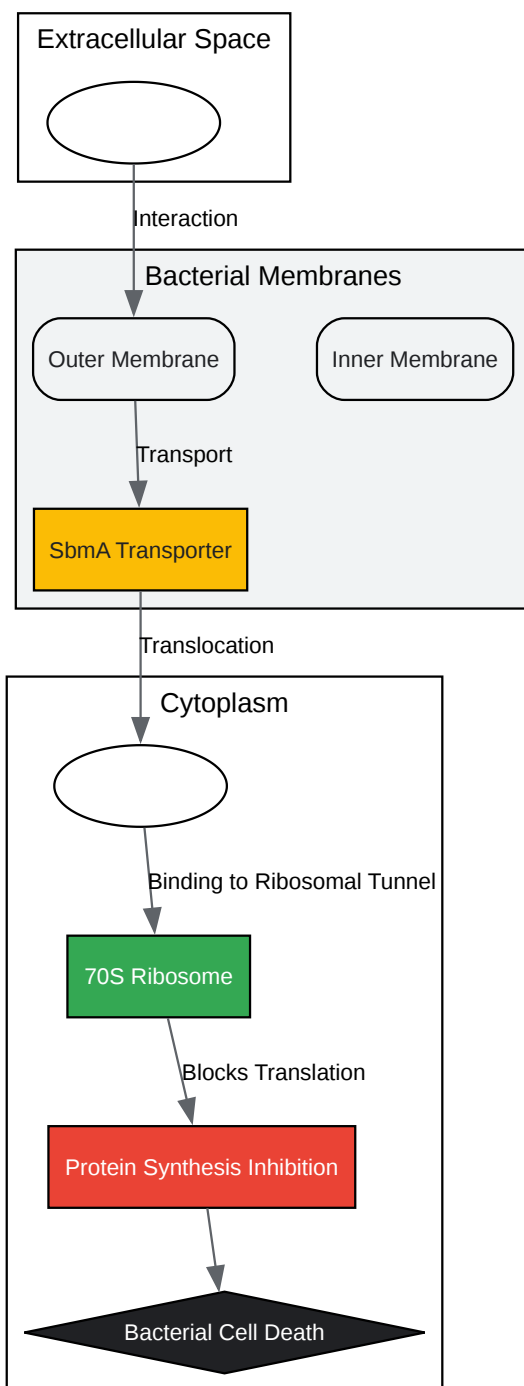 Extracellular Space
Interaction
Bacterial Membranes
Outer Membrane
Inner Membrane
Transport
SbmA Transporter
Translocation
Cytoplasm
Binding to Ribosomal Tunnel
70S Ribosome
Blocks Translation
Protein Synthesis Inhibition
Bacterial Cell Death